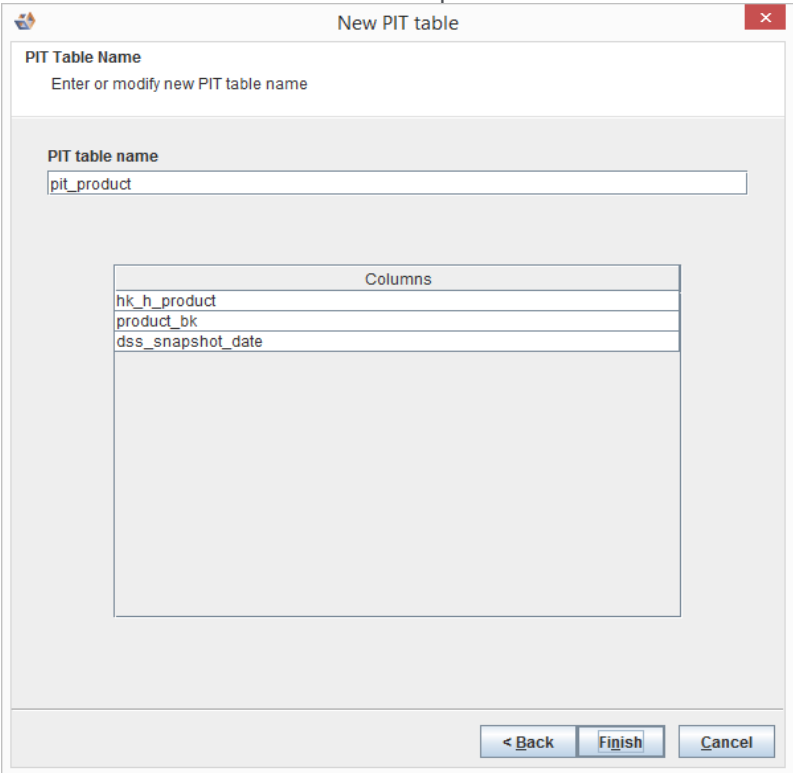 New PIT table
PIT Table Name
Enter or modify new PIT table name
PIT table name
pit_product
Columns
hk_h_product
product_bk
dss_snapshot_date
< Back Finish Cancel